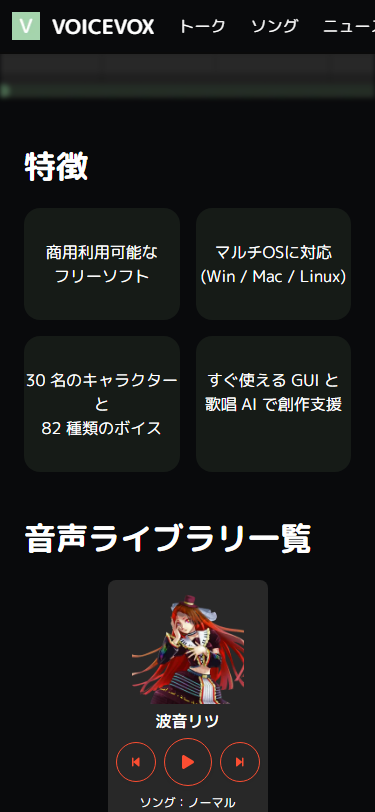 V VOICEVOX トーク ソング ニュース
特徴
商用利用可能な
フリーソフト
マルチOSに対応
(Win / Mac / Linux)
30 名のキャラクター
と
82 種類のボイス
すぐ使える GUI と
歌唱 AI で創作支援
音声ライブラリ一覧
波音リツ
ソング：ノーマル